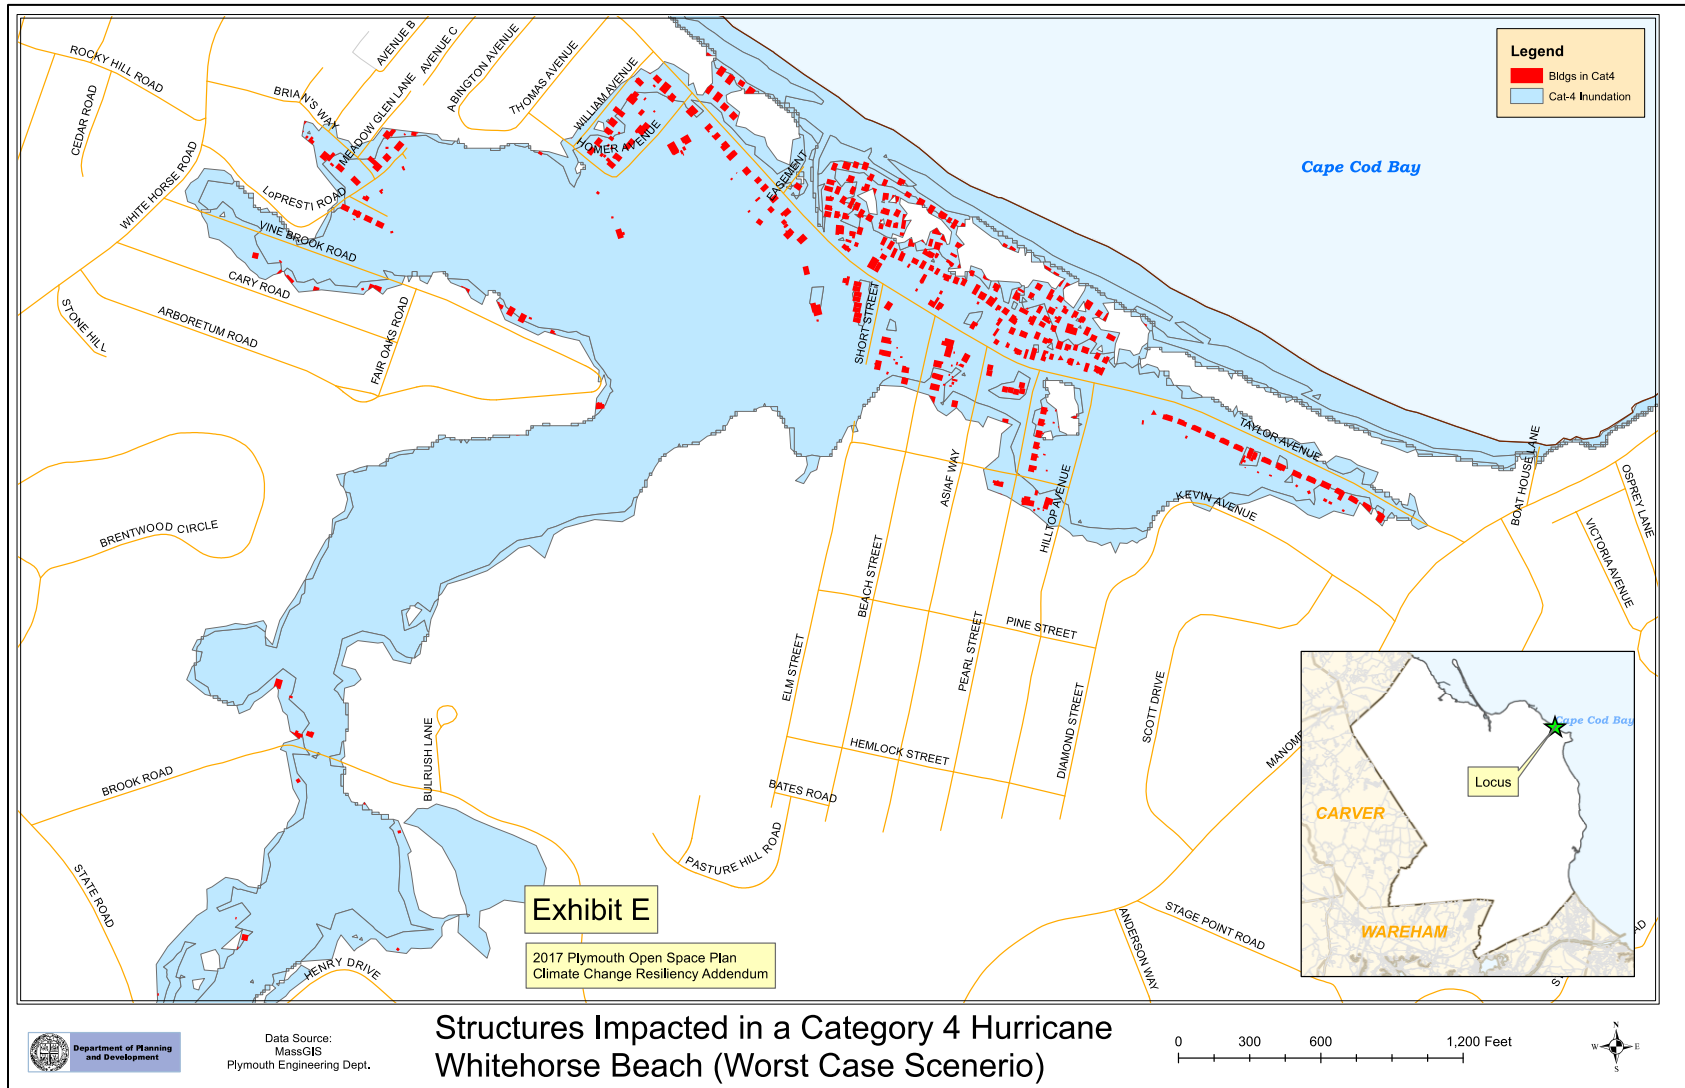 Legend
Bldgs in Cat4
Cat-4 Inundation
Cape Cod Bay
ROCKY HILL ROAD
CEDAR ROAD
BRIAN'S WAY
AVENUE B
AVENUE C
MEADOW GLEN LANE
ABINGTON AVENUE
THOMAS AVENUE
WILLIAM AVENUE
HOMER AVENUE
EASEMENT
WHITE HORSE ROAD
LoPRESTI ROAD
VINE BROOK ROAD
CARY ROAD
STONE HILL
ARBORETUM ROAD
FAIR OAKS ROAD
SHORT STREET
TAYLOR AVENUE
KEVIN AVENUE
BOAT HOUSE LANE
OSPREY LANE
VICTORIA AVENUE
ASIAF WAY
HILLTOP AVENUE
BRENTWOOD CIRCLE
BEACH STREET
PINE STREET
PEARL STREET
ELM STREET
DIAMOND STREET
SCOTT DRIVE
MANOME
HEMLOCK STREET
BATES ROAD
BULRUSH LANE
BROOK ROAD
PASTURE HILL ROAD
STATE ROAD
HENRY DRIVE
ANDERSON WAY
STAGE POINT ROAD
S
AD
Cape Cod Bay
Locus
CARVER
WAREHAM
Exhibit E
2017 Plymouth Open Space Plan
Climate Change Resiliency Addendum
Department of Planning
and Development
Data Source:
MassGIS
Plymouth Engineering Dept.
Structures Impacted in a Category 4 Hurricane
Whitehorse Beach (Worst Case Scenerio)
0 300 600 1,200 Feet
N
W E
S